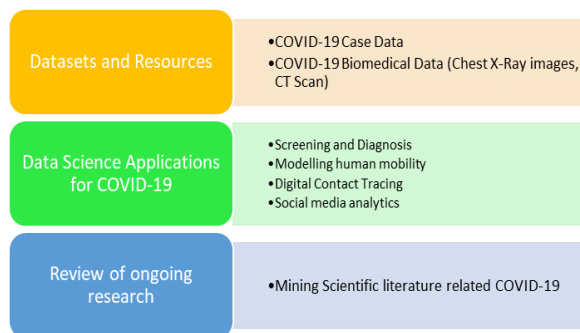 Datasets and Resources
•COVID-19 Case Data
•COVID-19 Biomedical Data (Chest X-Ray images,
CT Scan)
Data Science Applications
for COVID-19
•Screening and Diagnosis
•Modelling human mobility
•Digital Contact Tracing
•Social media analytics
Review of ongoing
research
•Mining Scientific literature related COVID-19